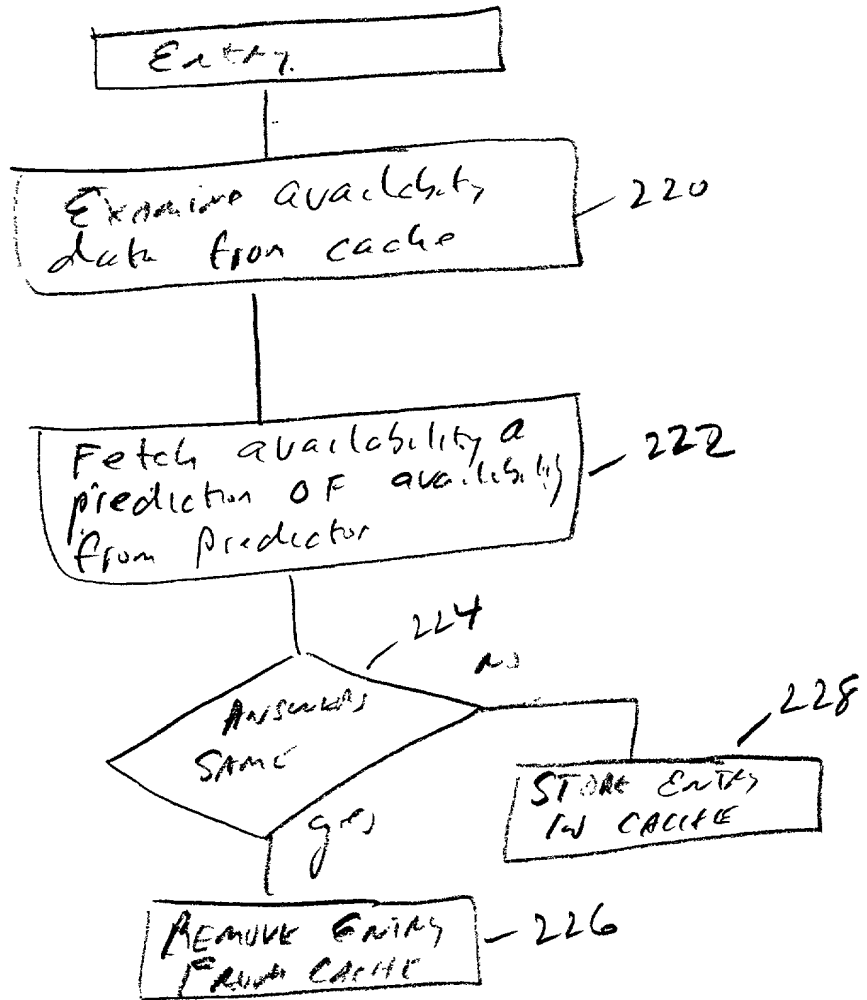 Entry
Examine availability
data from cache
220
Fetch availability a
prediction OF availability
from Predictor
222
224
no
ANSWERS
SAME
228
STORE ENTRY
IN CACHE
yes
REMOVE ENTRY
FROM CACHE
226